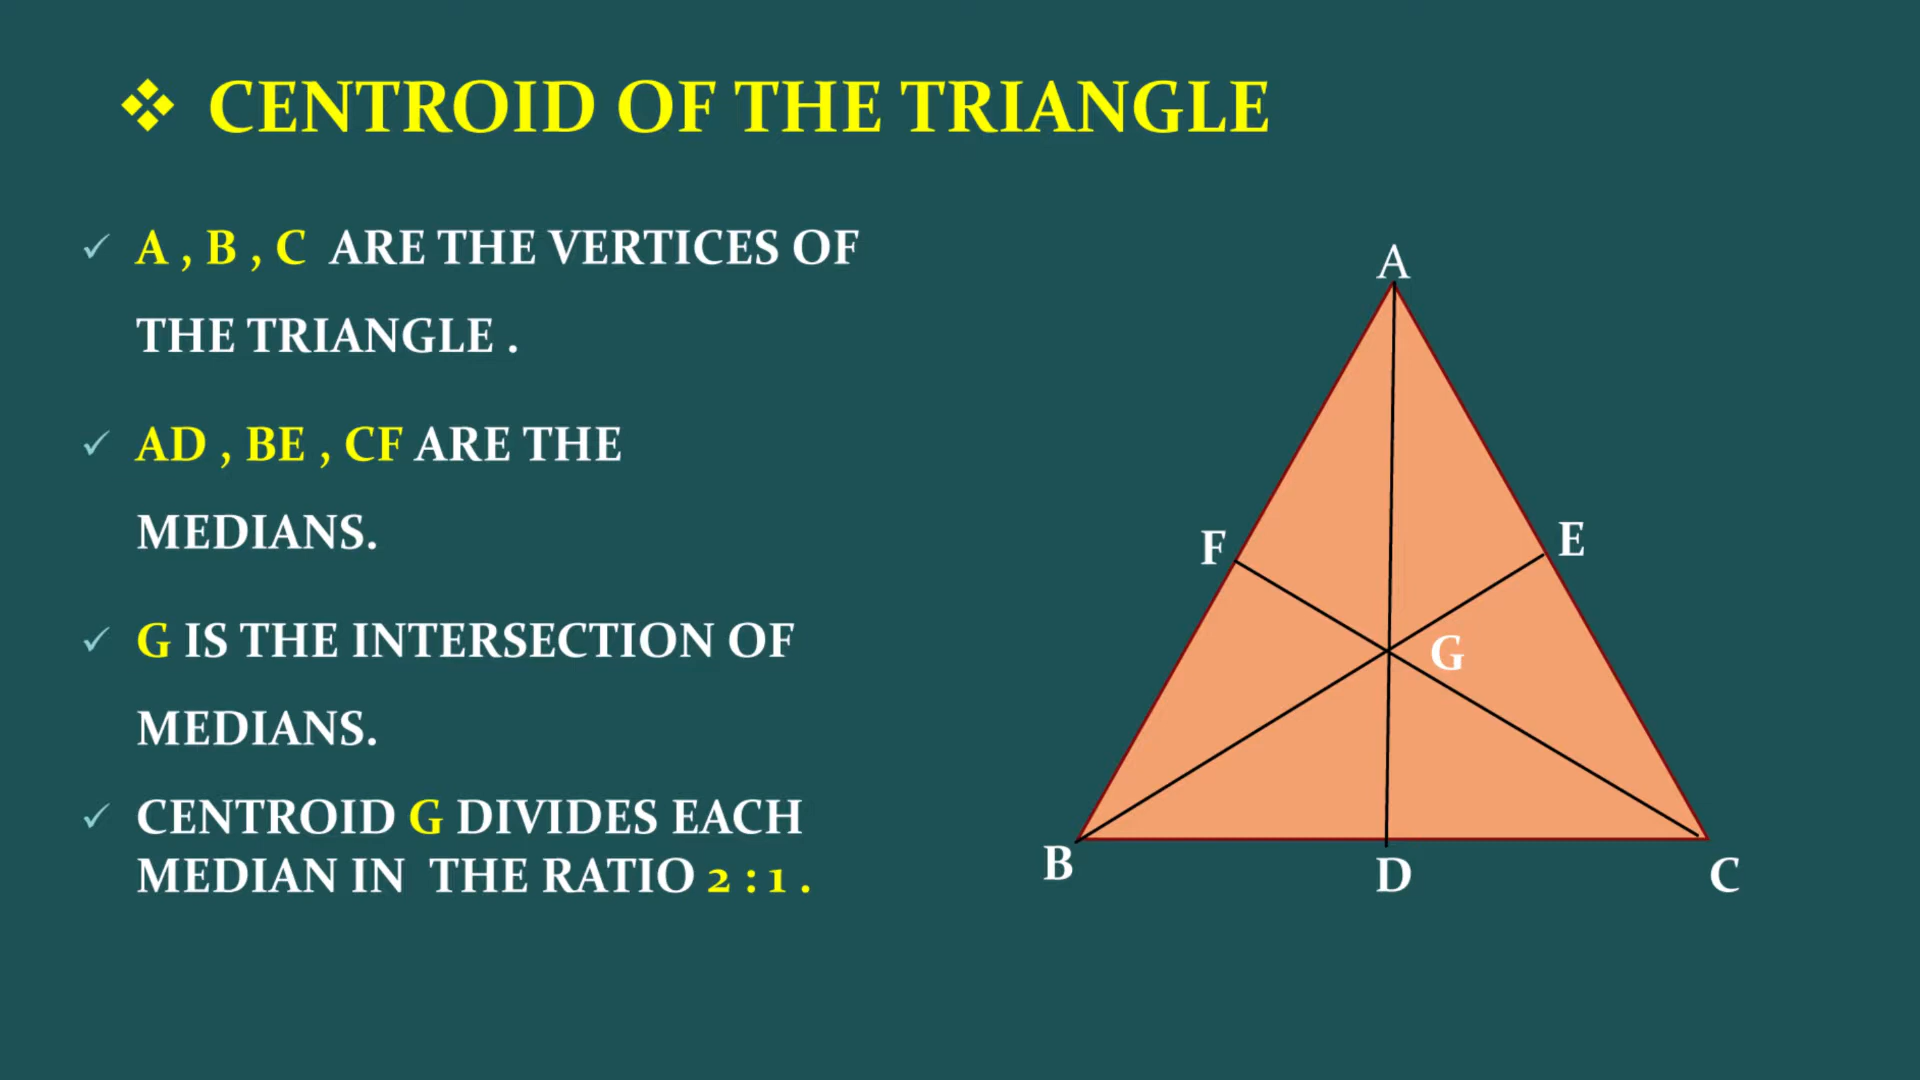 ❖ CENTROID OF THE TRIANGLE
✓ A , B , C ARE THE VERTICES OF
THE TRIANGLE .
✓ AD , BE , CF ARE THE
MEDIANS.
✓ G IS THE INTERSECTION OF
MEDIANS.
✓ CENTROID G DIVIDES EACH
MEDIAN IN THE RATIO 2 : 1 .
A
F
E
G
B
D
C